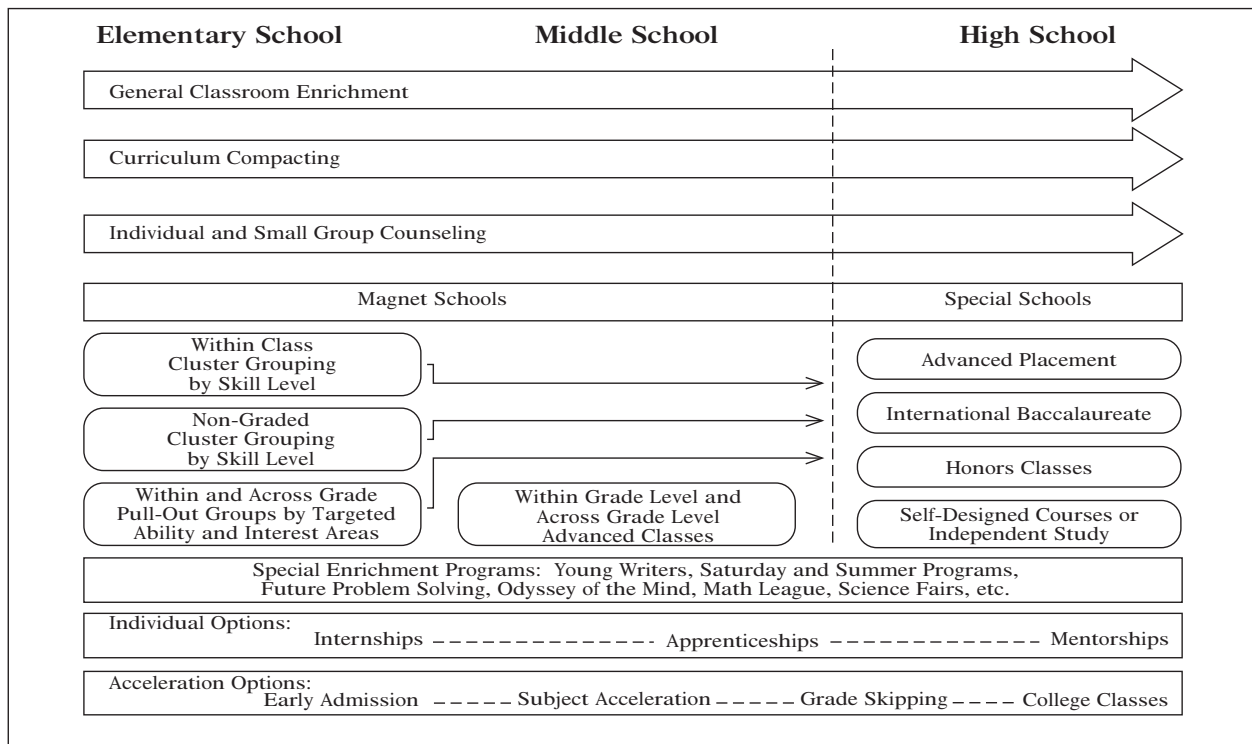 Elementary School
Middle School
High School
General Classroom Enrichment
Curriculum Compacting
Individual and Small Group Counseling
Magnet Schools
Special Schools
Within Class
Cluster Grouping
by Skill Level
Non-Graded
Cluster Grouping
by Skill Level
Within and Across Grade
Pull-Out Groups by Targeted
Ability and Interest Areas
Within Grade Level and
Across Grade Level
Advanced Classes
Advanced Placement
International Baccalaureate
Honors Classes
Self-Designed Courses or
Independent Study
Special Enrichment Programs: Young Writers, Saturday and Summer Programs,
Future Problem Solving, Odyssey of the Mind, Math League, Science Fairs, etc.
Individual Options:
Internships Apprenticeships Mentorships
Acceleration Options:
Early Admission Subject Acceleration Grade Skipping College Classes